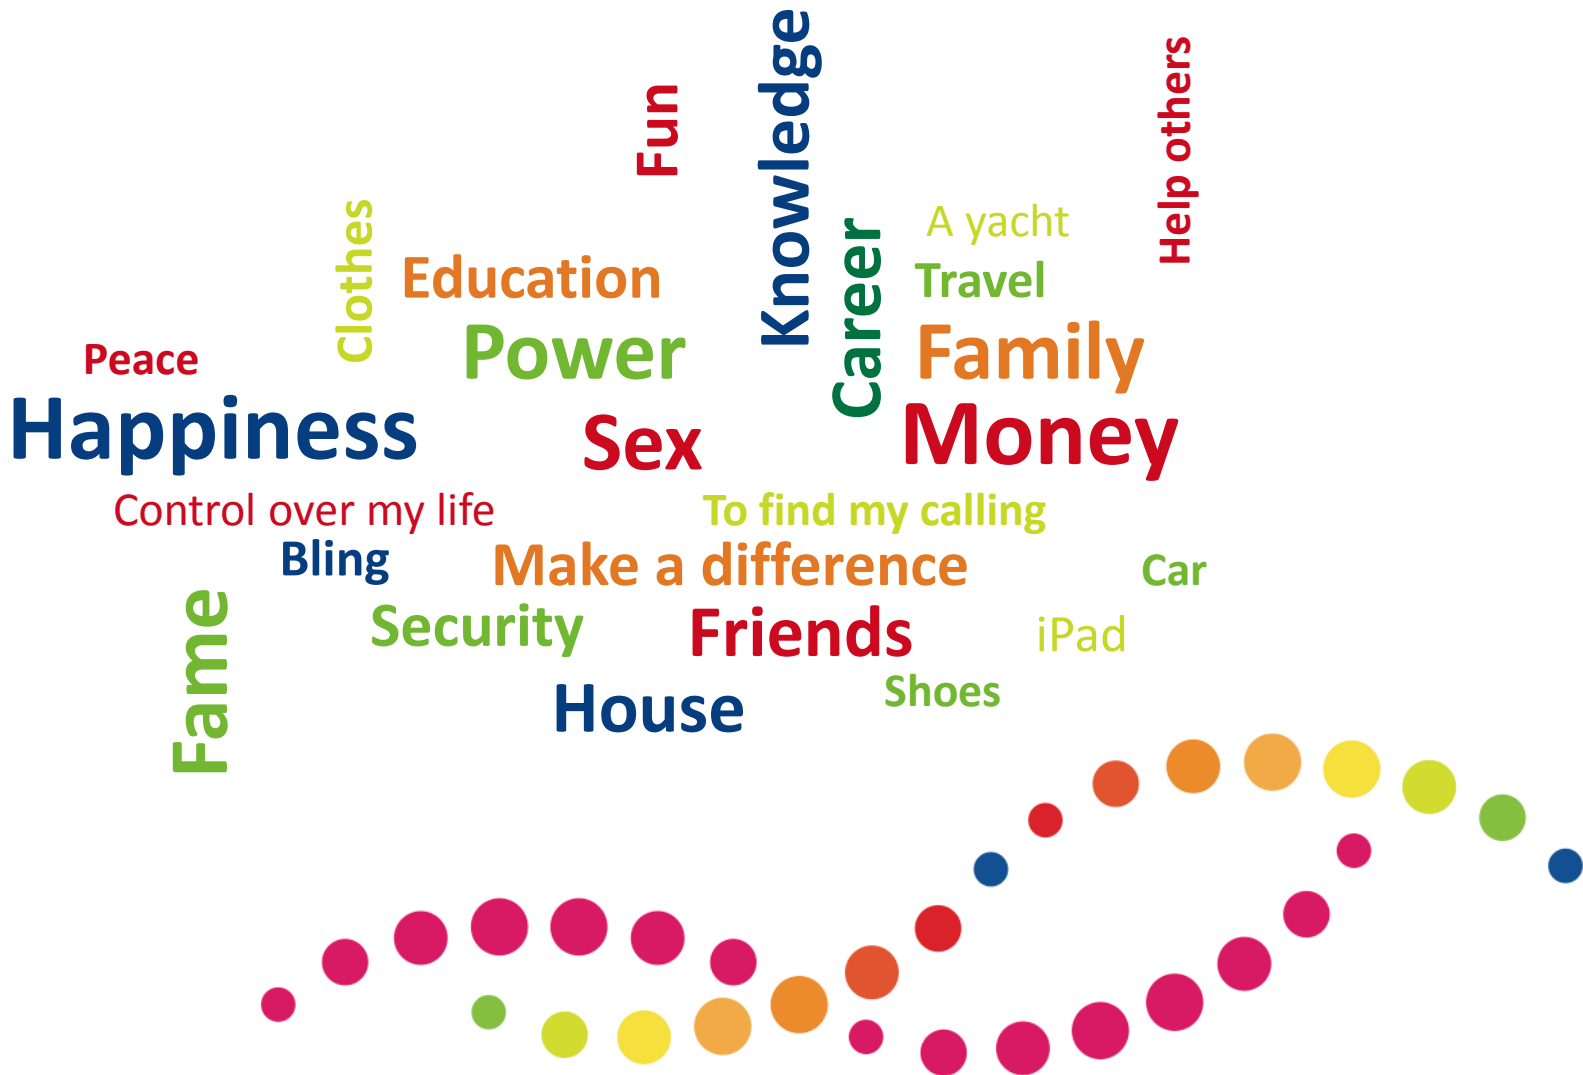 Knowledge
Help others
Fun
Clothes
A yacht
Career
Education
Travel
Power
Family
Peace
Happiness
Sex
Money
Control over my life
To find my calling
Bling
Make a difference
Car
Fame
Security
Friends
iPad
Shoes
House